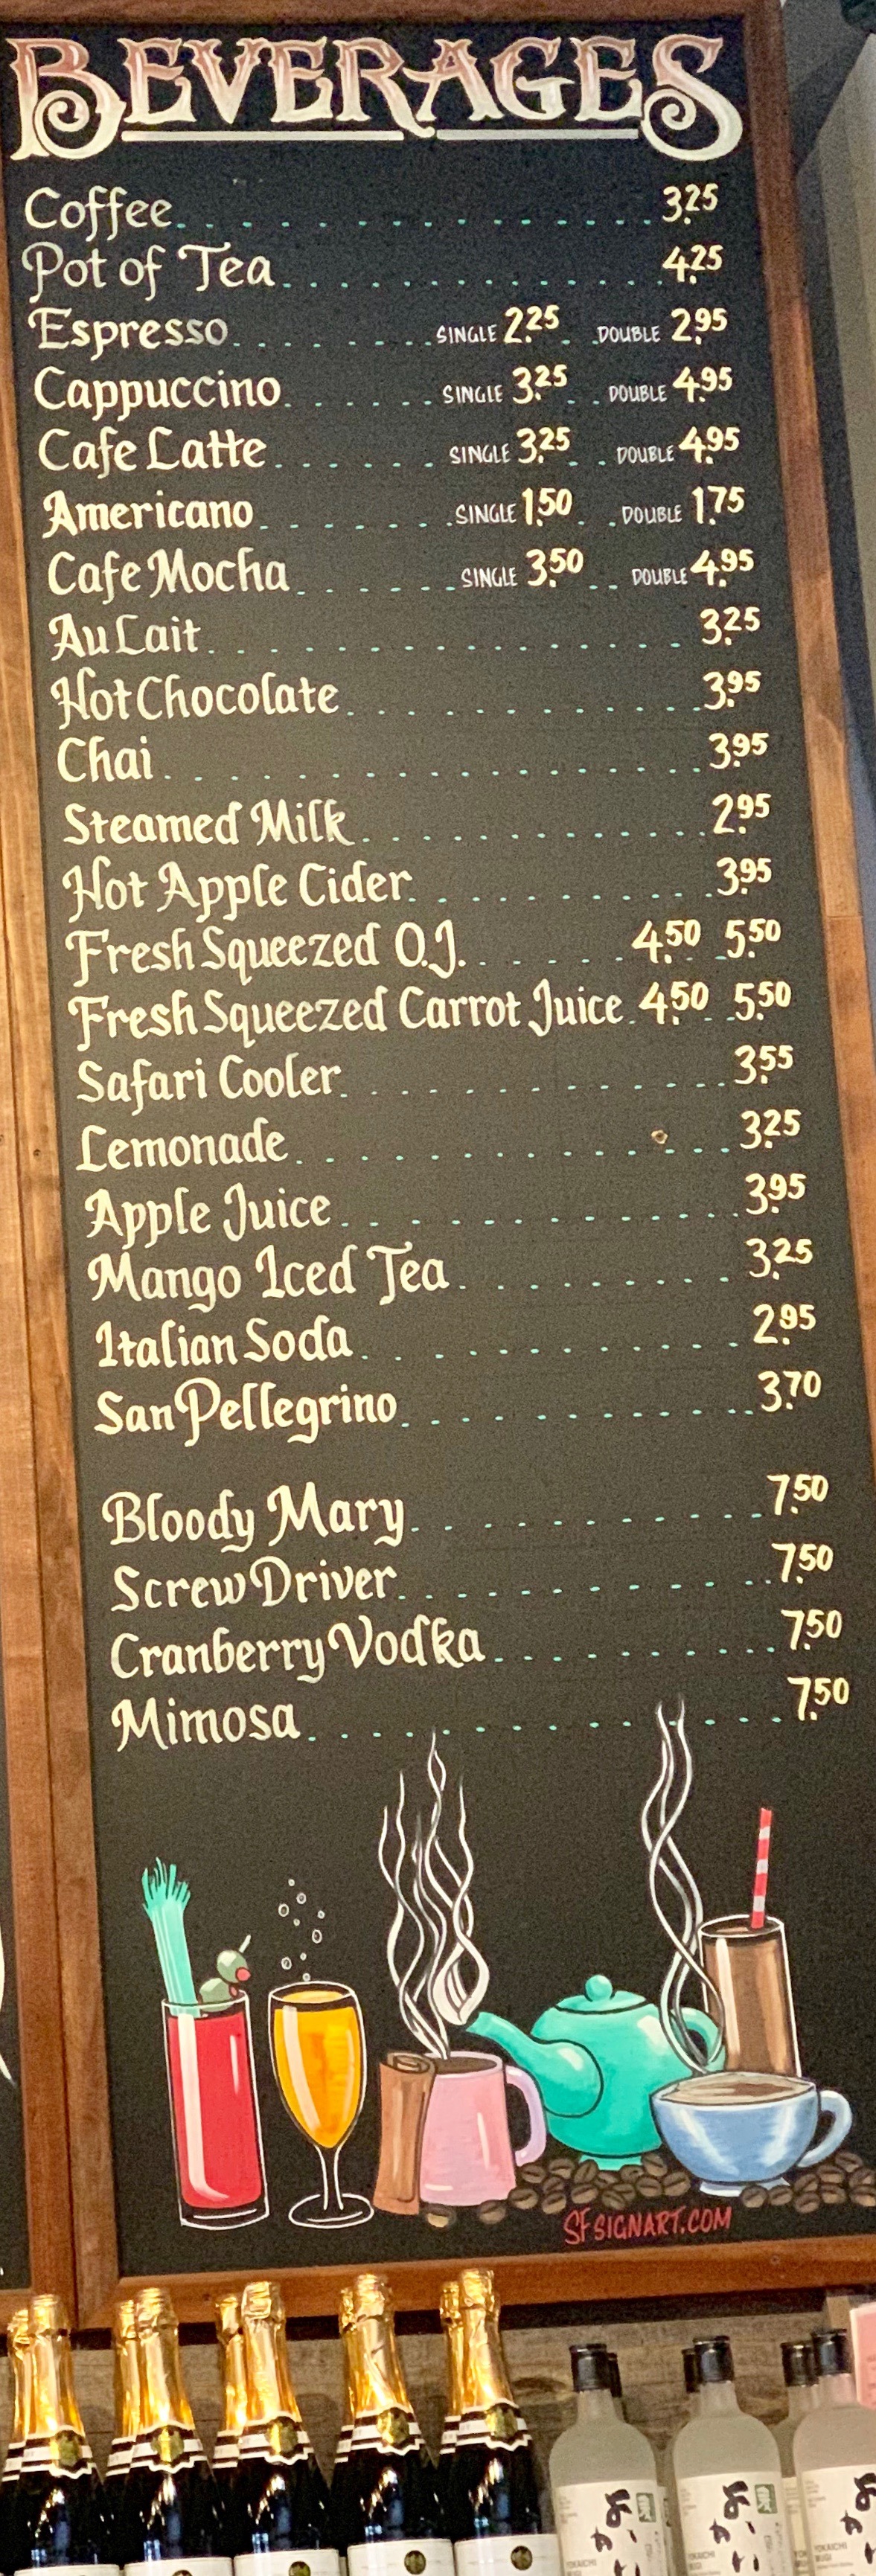 BEVERAGES
Coffee 3.25
Pot of Tea 4.25
Espresso SINGLE 2.25 DOUBLE 2.95
Cappuccino SINGLE 3.25 DOUBLE 4.95
Cafe Latte SINGLE 3.25 DOUBLE 4.95
Americano SINGLE 1.50 DOUBLE 1.75
Cafe Mocha SINGLE 3.50 DOUBLE 4.95
Au Lait 3.25
Hot Chocolate 3.95
Chai 3.95
Steamed Milk 2.95
Hot Apple Cider 3.95
Fresh Squeezed O.J. 4.50 5.50
Fresh Squeezed Carrot Juice 4.50 5.50
Safari Cooler 3.55
Lemonade 3.25
Apple Juice 3.95
Mango Iced Tea 3.25
Italian Soda 2.95
San Pellegrino 3.70
Bloody Mary 7.50
Screw Driver 7.50
Cranberry Vodka 7.50
Mimosa 7.50
SFSIGNART.COM